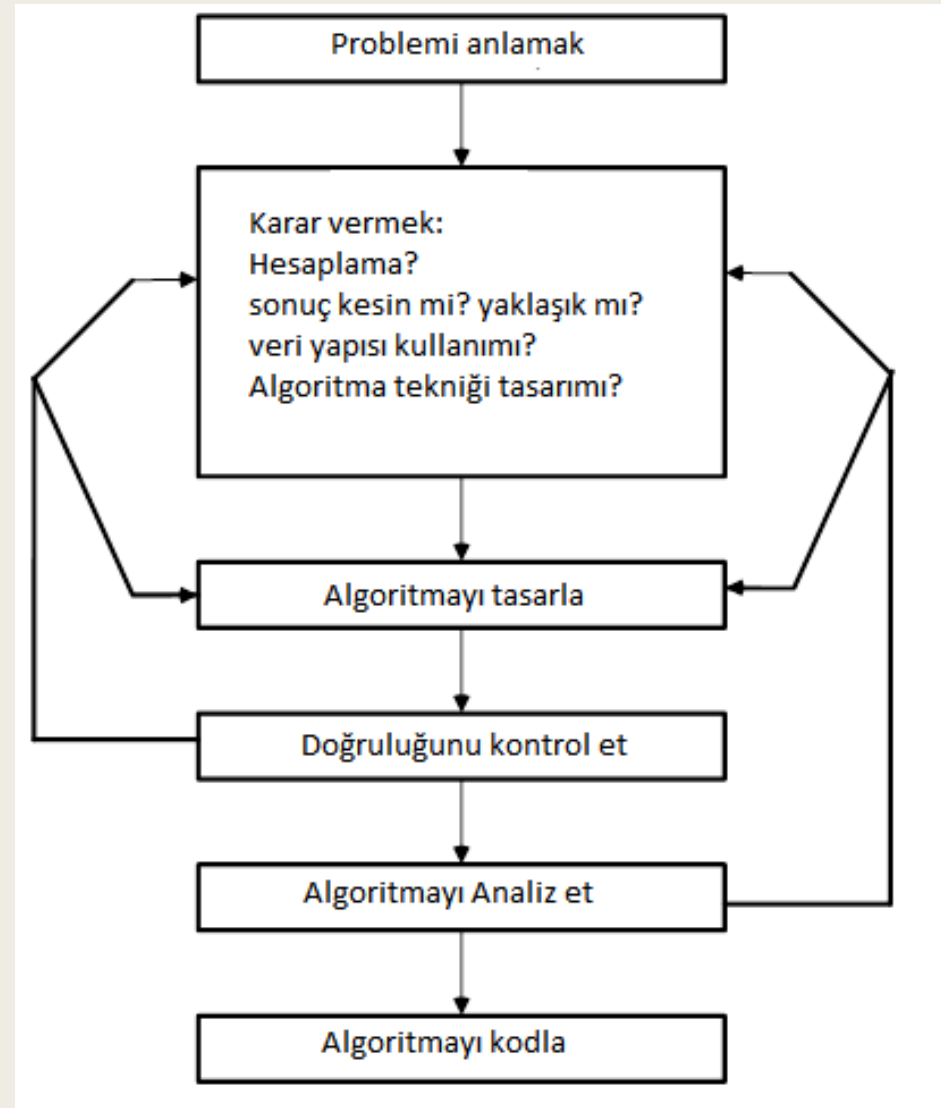 Problemi anlamak
Karar vermek:
Hesaplama?
sonuç kesin mi? yaklaşık mı?
veri yapısı kullanımı?
Algoritma tekniği tasarımı?
Algoritmayı tasarla
Doğruluğunu kontrol et
Algoritmayı Analiz et
Algoritmayı kodla